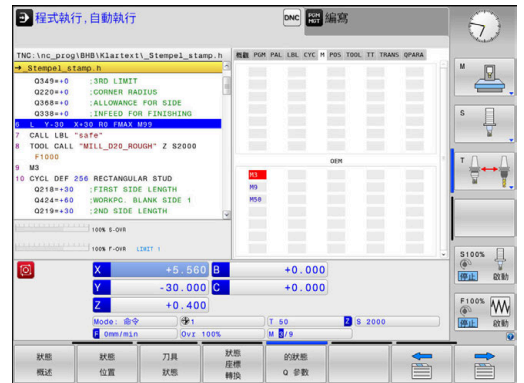 程式執行,自動執行
DNC PGM MGT 編寫
TNC:\nc_prog\BHB\Klartext\_Stempel_stamp.h
→_Stempel_stamp.h
概觀 PGM PAL LBL CYC M POS TOOL TT TRANS QPARA
Q349=+0 ;3RD LIMIT
Q220=+0 ;CORNER RADIUS
Q368=+0 ;ALLOWANCE FOR SIDE
Q338=+0 ;INFEED FOR FINISHING
6 L Y-30 X+30 R0 FMAX M99
7 CALL LBL "safe"
8 TOOL CALL "MILL_D20_ROUGH" Z S2000
F1000
9 M3
10 CYCL DEF 256 RECTANGULAR STUD
Q218=+30 ;FIRST SIDE LENGTH
Q424=+60 ;WORKPC. BLANK SIDE 1
Q219=+30 ;2ND SIDE LENGTH
OEM
M3
M9
M50
100% S-OVR
100% F-OVR LIMIT 1
M
S
T
S100%
停止 啟動
F100%
停止 啟動
X +5.560 B +0.000
Y -30.000 C +0.000
Z +0.400
Mode: 命令 1 T 50 Z S 2000
F 0mm/min Ovr 100% M 3/9
狀態 概述
狀態 位置
刀具 狀態
狀態 座標 轉換
的狀態 Q 參數